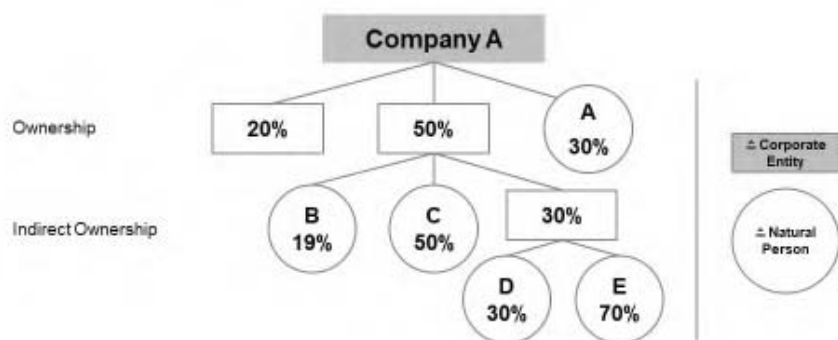 Company A
Ownership
20%
50%
A
30%
Indirect Ownership
B
19%
C
50%
30%
D
30%
E
70%
≙ Corporate
Entity
≙ Natural
Person